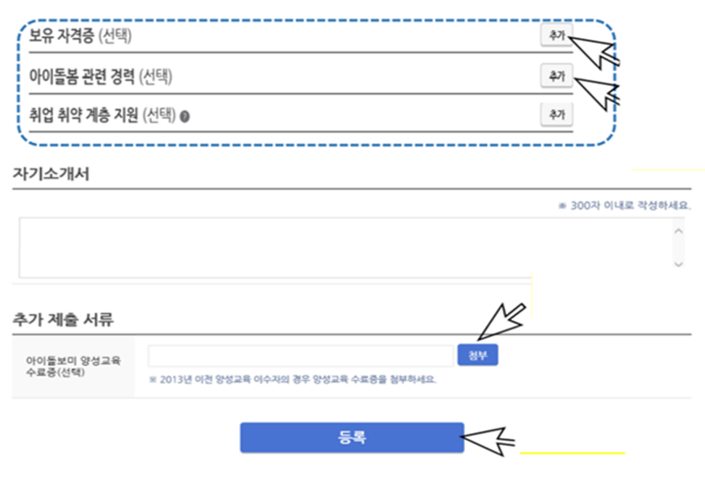 보유 자격증 (선택) 추가
아이돌봄 관련 경력 (선택) 추가
취업 취약 계층 지원 (선택) ? 추가
자기소개서
※ 300자 이내로 작성하세요.
추가 제출 서류
아이돌보미 양성교육
수료증(선택)
첨부
※ 2013년 이전 양성교육 이수자의 경우 양성교육 수료증을 첨부하세요.
등록